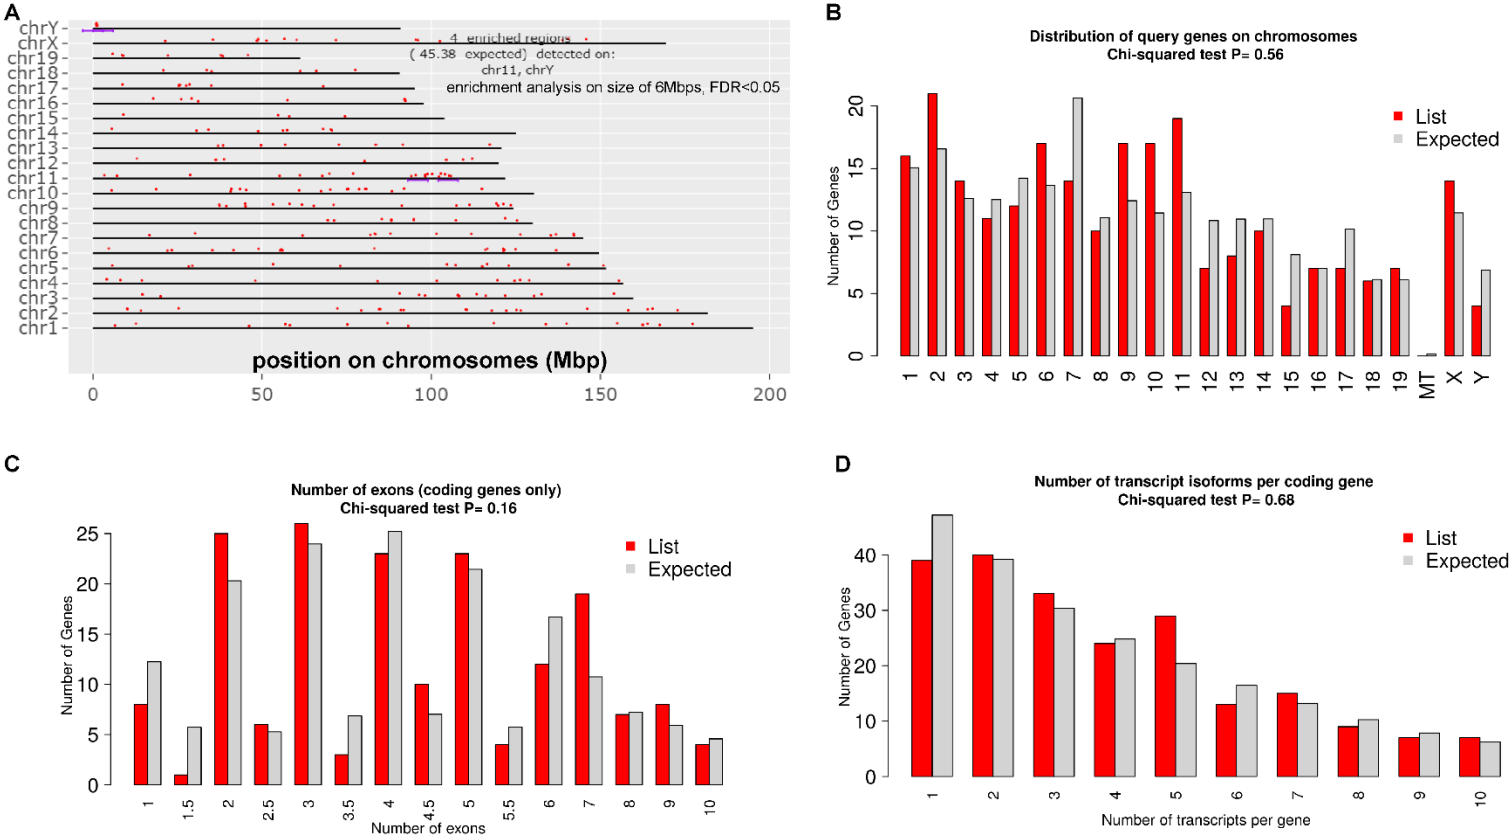 A
chrY
chrX
chr19
chr18
chr17
chr16
chr15
chr14
chr13
chr12
chr11
chr10
chr9
chr8
chr7
chr6
chr5
chr4
chr3
chr2
chr1
4 enriched regions
( 45.38 expected) detected on:
chr11, chrY
enrichment analysis on size of 6Mbps, FDR<0.05
position on chromosomes (Mbp)
0 50 100 150 200
B
Distribution of query genes on chromosomes
Chi-squared test P= 0.56
List
Expected
Number of Genes
20
15
10
5
0
1 2 3 4 5 6 7 8 9 10 11 12 13 14 15 16 17 18 19 MT X Y
C
Number of exons (coding genes only)
Chi-squared test P= 0.16
List
Expected
Number of Genes
25
20
15
10
5
0
1 1.5 2 2.5 3 3.5 4 4.5 5 5.5 6 7 8 9 10
Number of exons
D
Number of transcript isoforms per coding gene
Chi-squared test P= 0.68
List
Expected
Number of Genes
40
30
20
10
0
1 2 3 4 5 6 7 8 9 10
Number of transcripts per gene